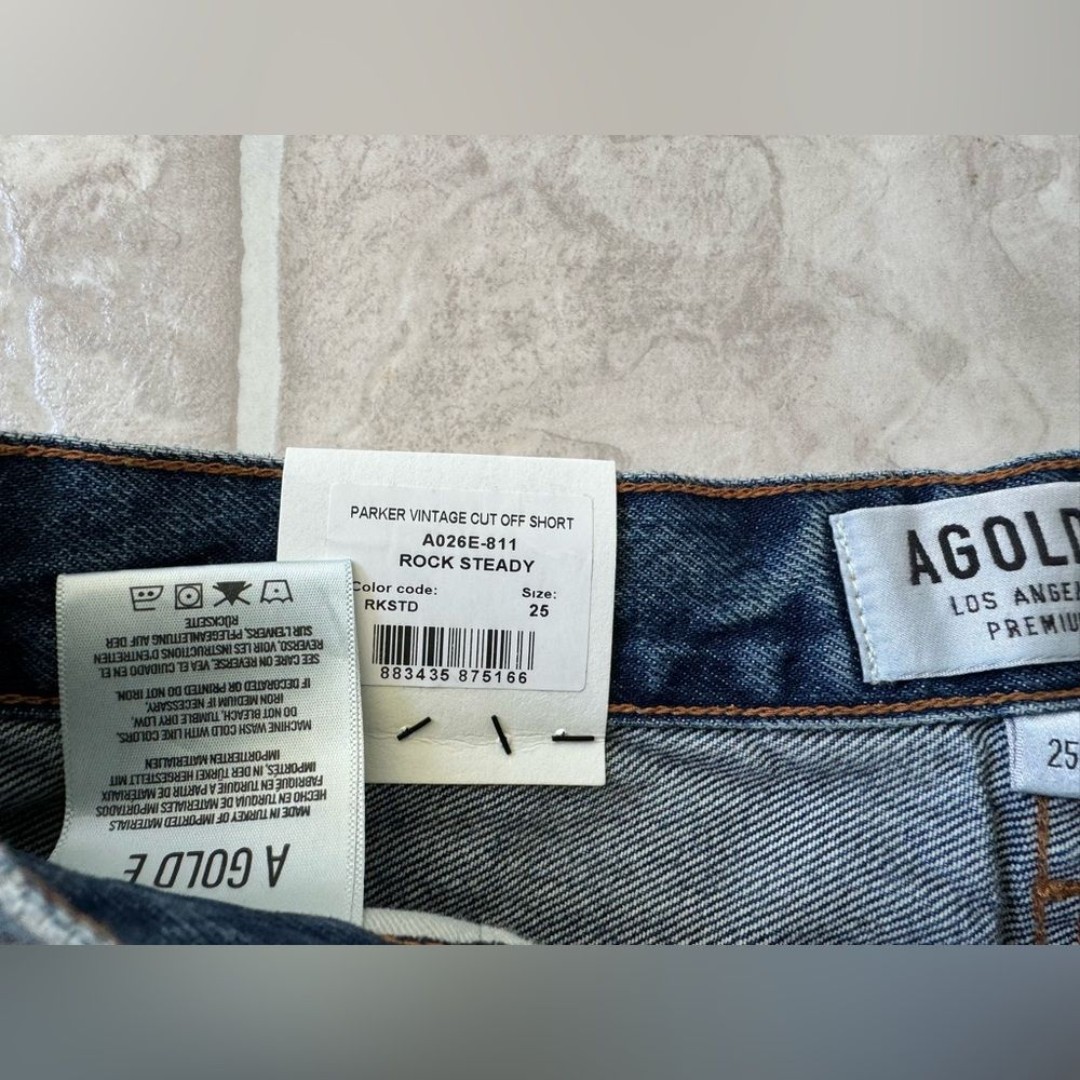 PARKER VINTAGE CUT OFF SHORT
A026E-811
ROCK STEADY
Color code:
Size:
RKSTD
25
883435 875166
AGOLD
LOS ANGE
PREMIU
25
A GOLD E
MADE IN TURKEY OF IMPORTED MATERIALS
HECHO EN TURQUIA DE MATERIALES IMPORTADOS
FABRIQUÉ EN TURQUIE A PARTIR DE MATERIAUX
IMPORTÉS, IN DER TÜRKEI HERGESTELLT MIT
IMPORTIERTEN MATERIALIEN
MACHINE WASH COLD WITH LIKE COLORS.
DO NOT BLEACH. TUMBLE DRY LOW.
IRON MEDIUM IF NECESSARY.
IF DECORATED OR PRINTED DO NOT IRON.
SEE CARE ON REVERSE. VEA EL CUIDADO EN EL
REVERSO. VOIR LES INSTRUCTIONS D'ENTRETIEN
SUR L'ENVERS. PFLEGEANLEITUNG AUF DER
RÜCKSEITE